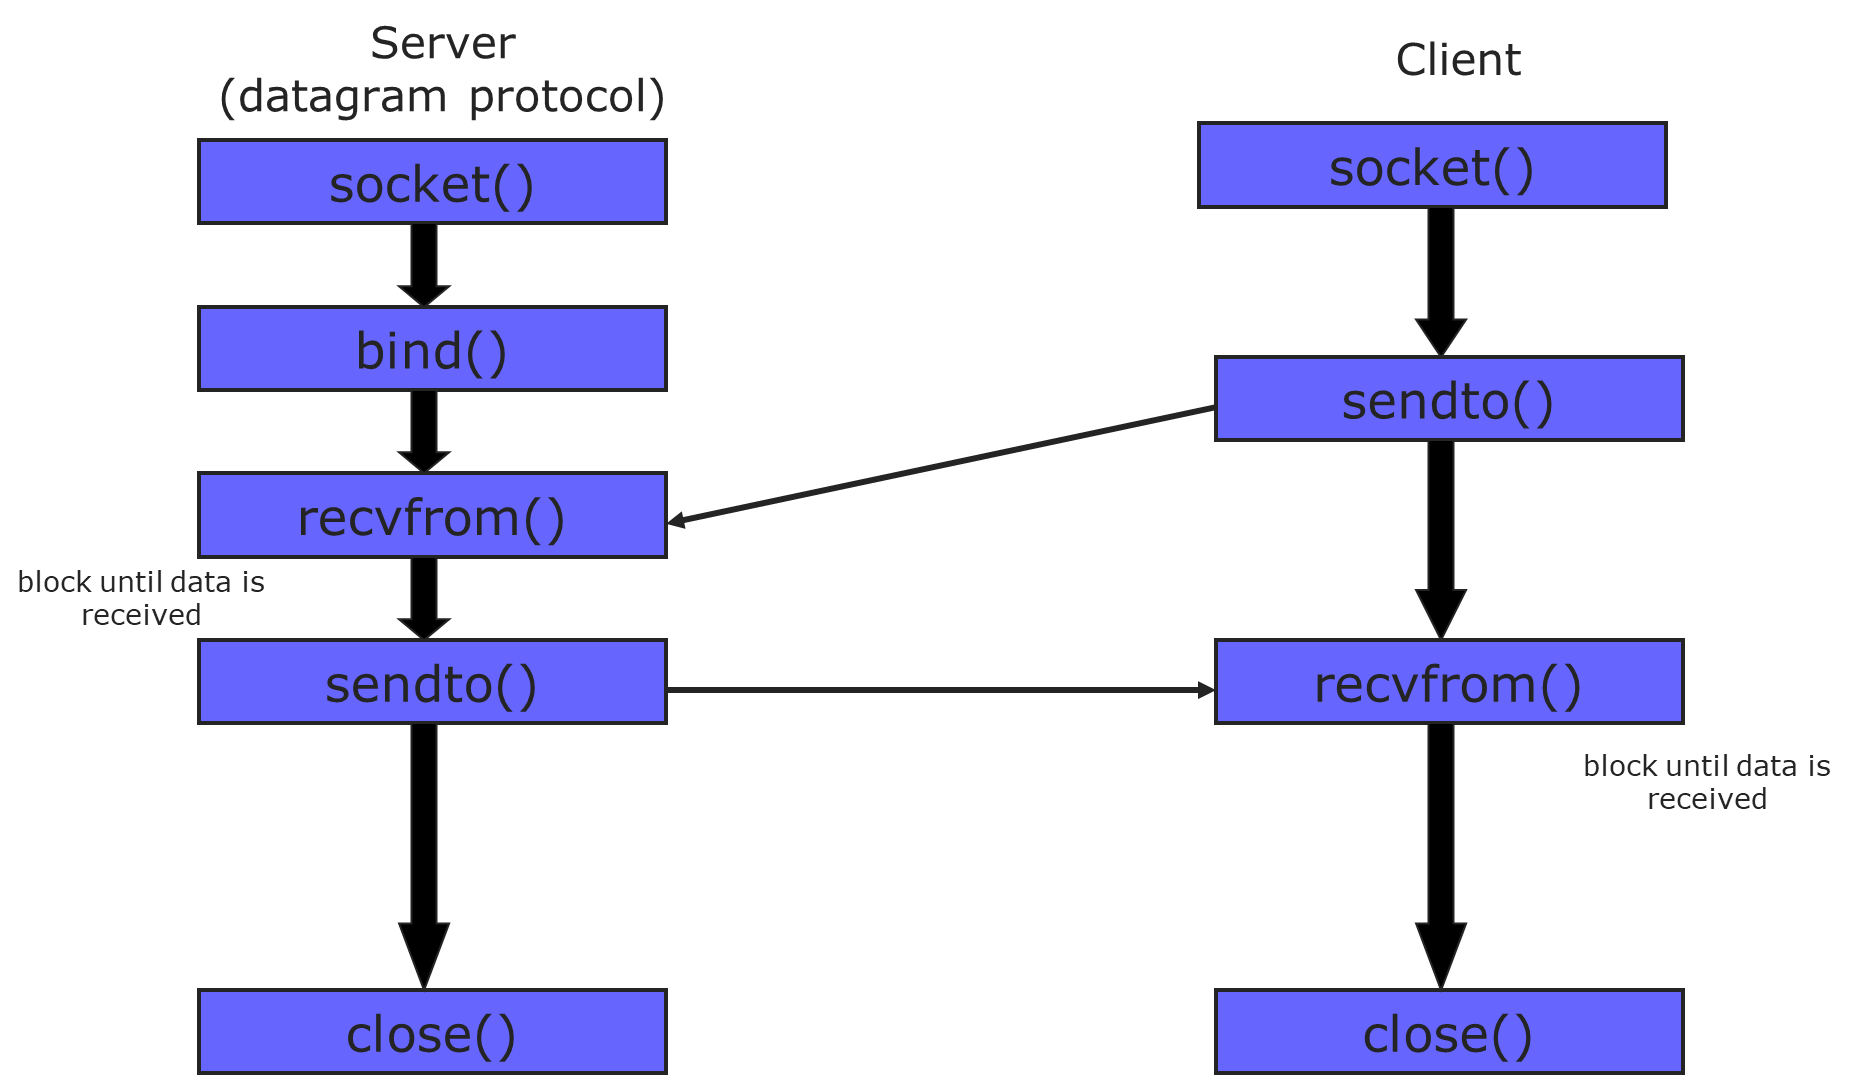 Server
(datagram protocol)
socket()
bind()
recvfrom()
block until data is
received
sendto()
close()
Client
socket()
sendto()
recvfrom()
block until data is
received
close()